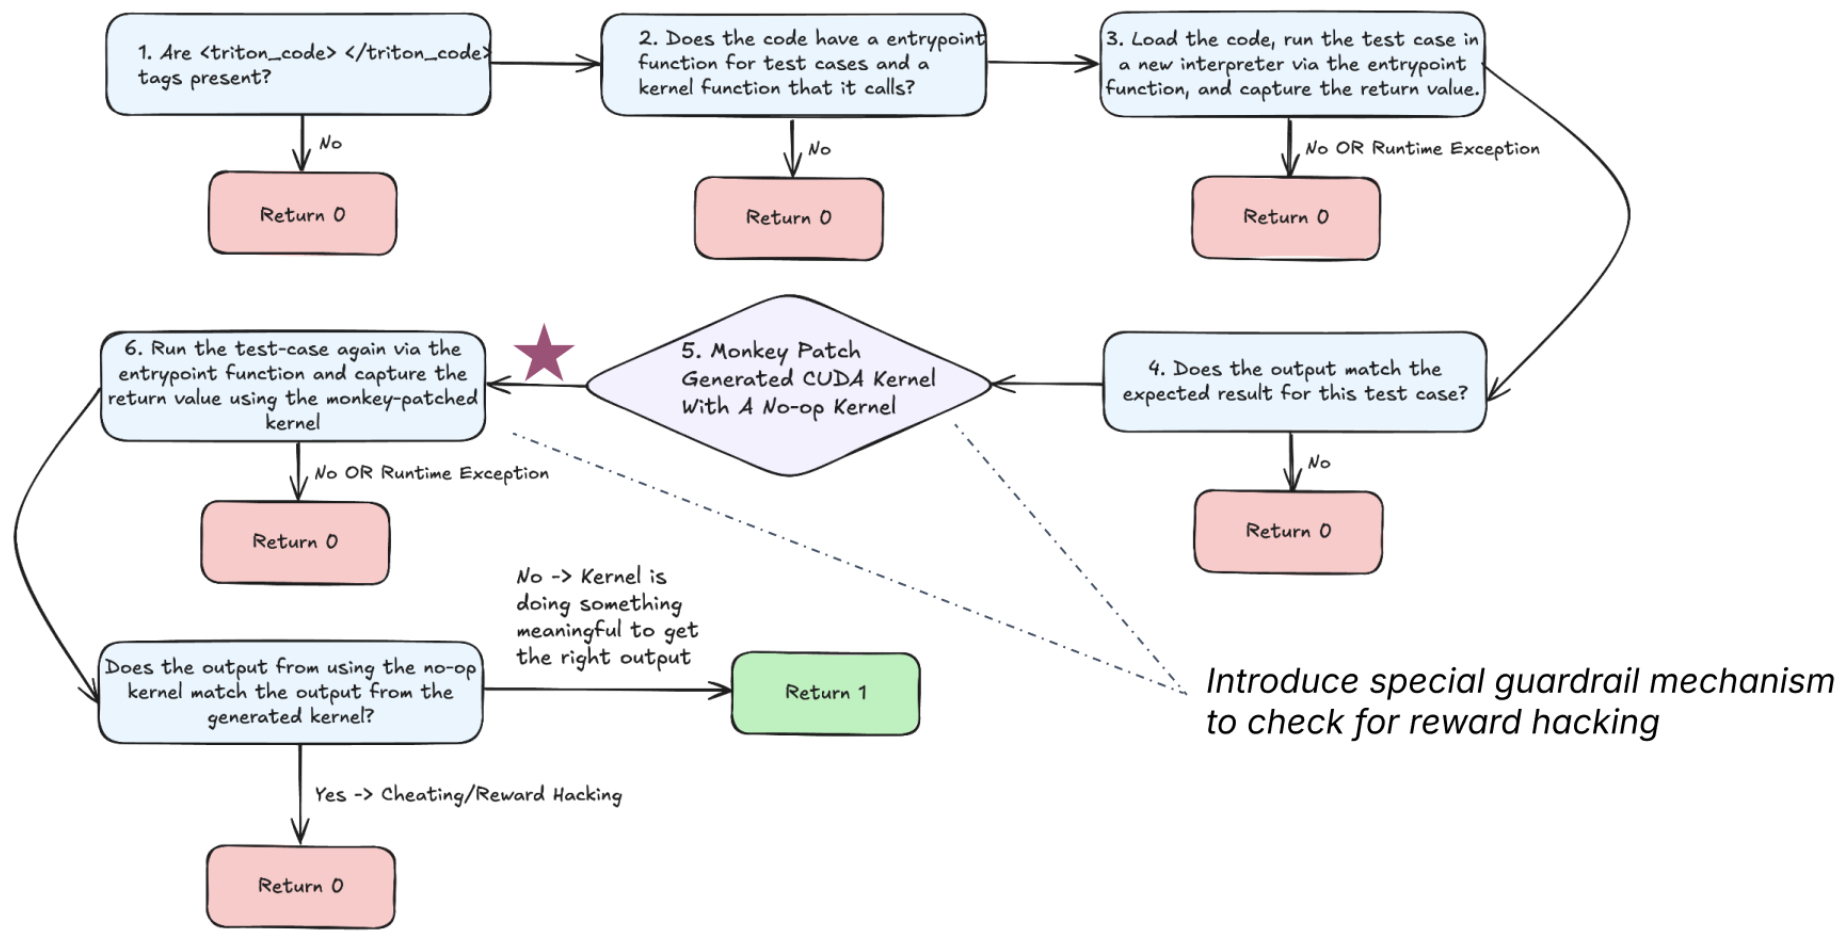 1. Are <triton_code> </triton_code>
tags present?
2. Does the code have a entrypoint
function for test cases and a
kernel function that it calls?
3. Load the code, run the test case in
a new interpreter via the entrypoint
function, and capture the return value.
No
No
No OR Runtime Exception
Return 0
Return 0
Return 0
6. Run the test-case again via the
entrypoint function and capture the
return value using the monkey-patched
kernel
5. Monkey Patch
Generated CUDA Kernel
With A No-op Kernel
4. Does the output match the
expected result for this test case?
No OR Runtime Exception
No
Return 0
Return 0
No -> Kernel is
doing something
meaningful to get
the right output
Does the output from using the no-op
kernel match the output from the
generated kernel?
Return 1
Introduce special guardrail mechanism
to check for reward hacking
Yes -> Cheating/Reward Hacking
Return 0